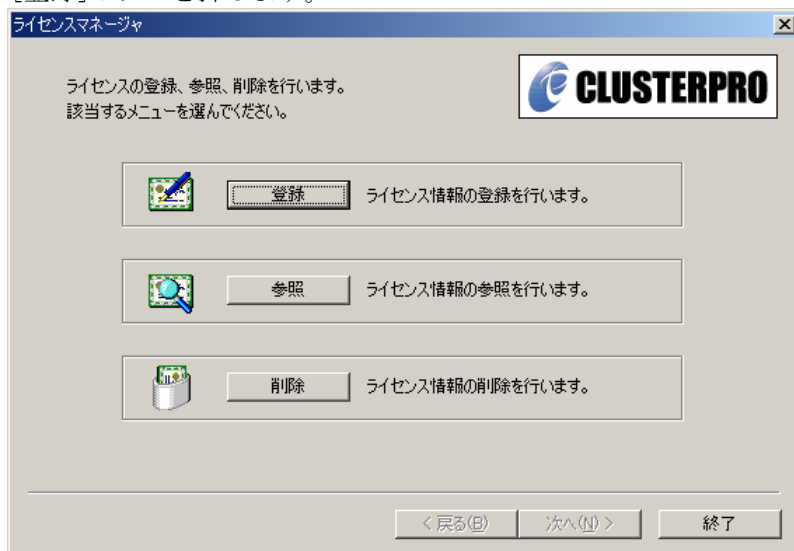 ライセンスマネージャ
ライセンスの登録、参照、削除を行います。
該当するメニューを選んでください。
CLUSTERPRO
登録 ライセンス情報の登録を行います。
参照 ライセンス情報の参照を行います。
削除 ライセンス情報の削除を行います。
< 戻る(B) 次へ(N) > 終了